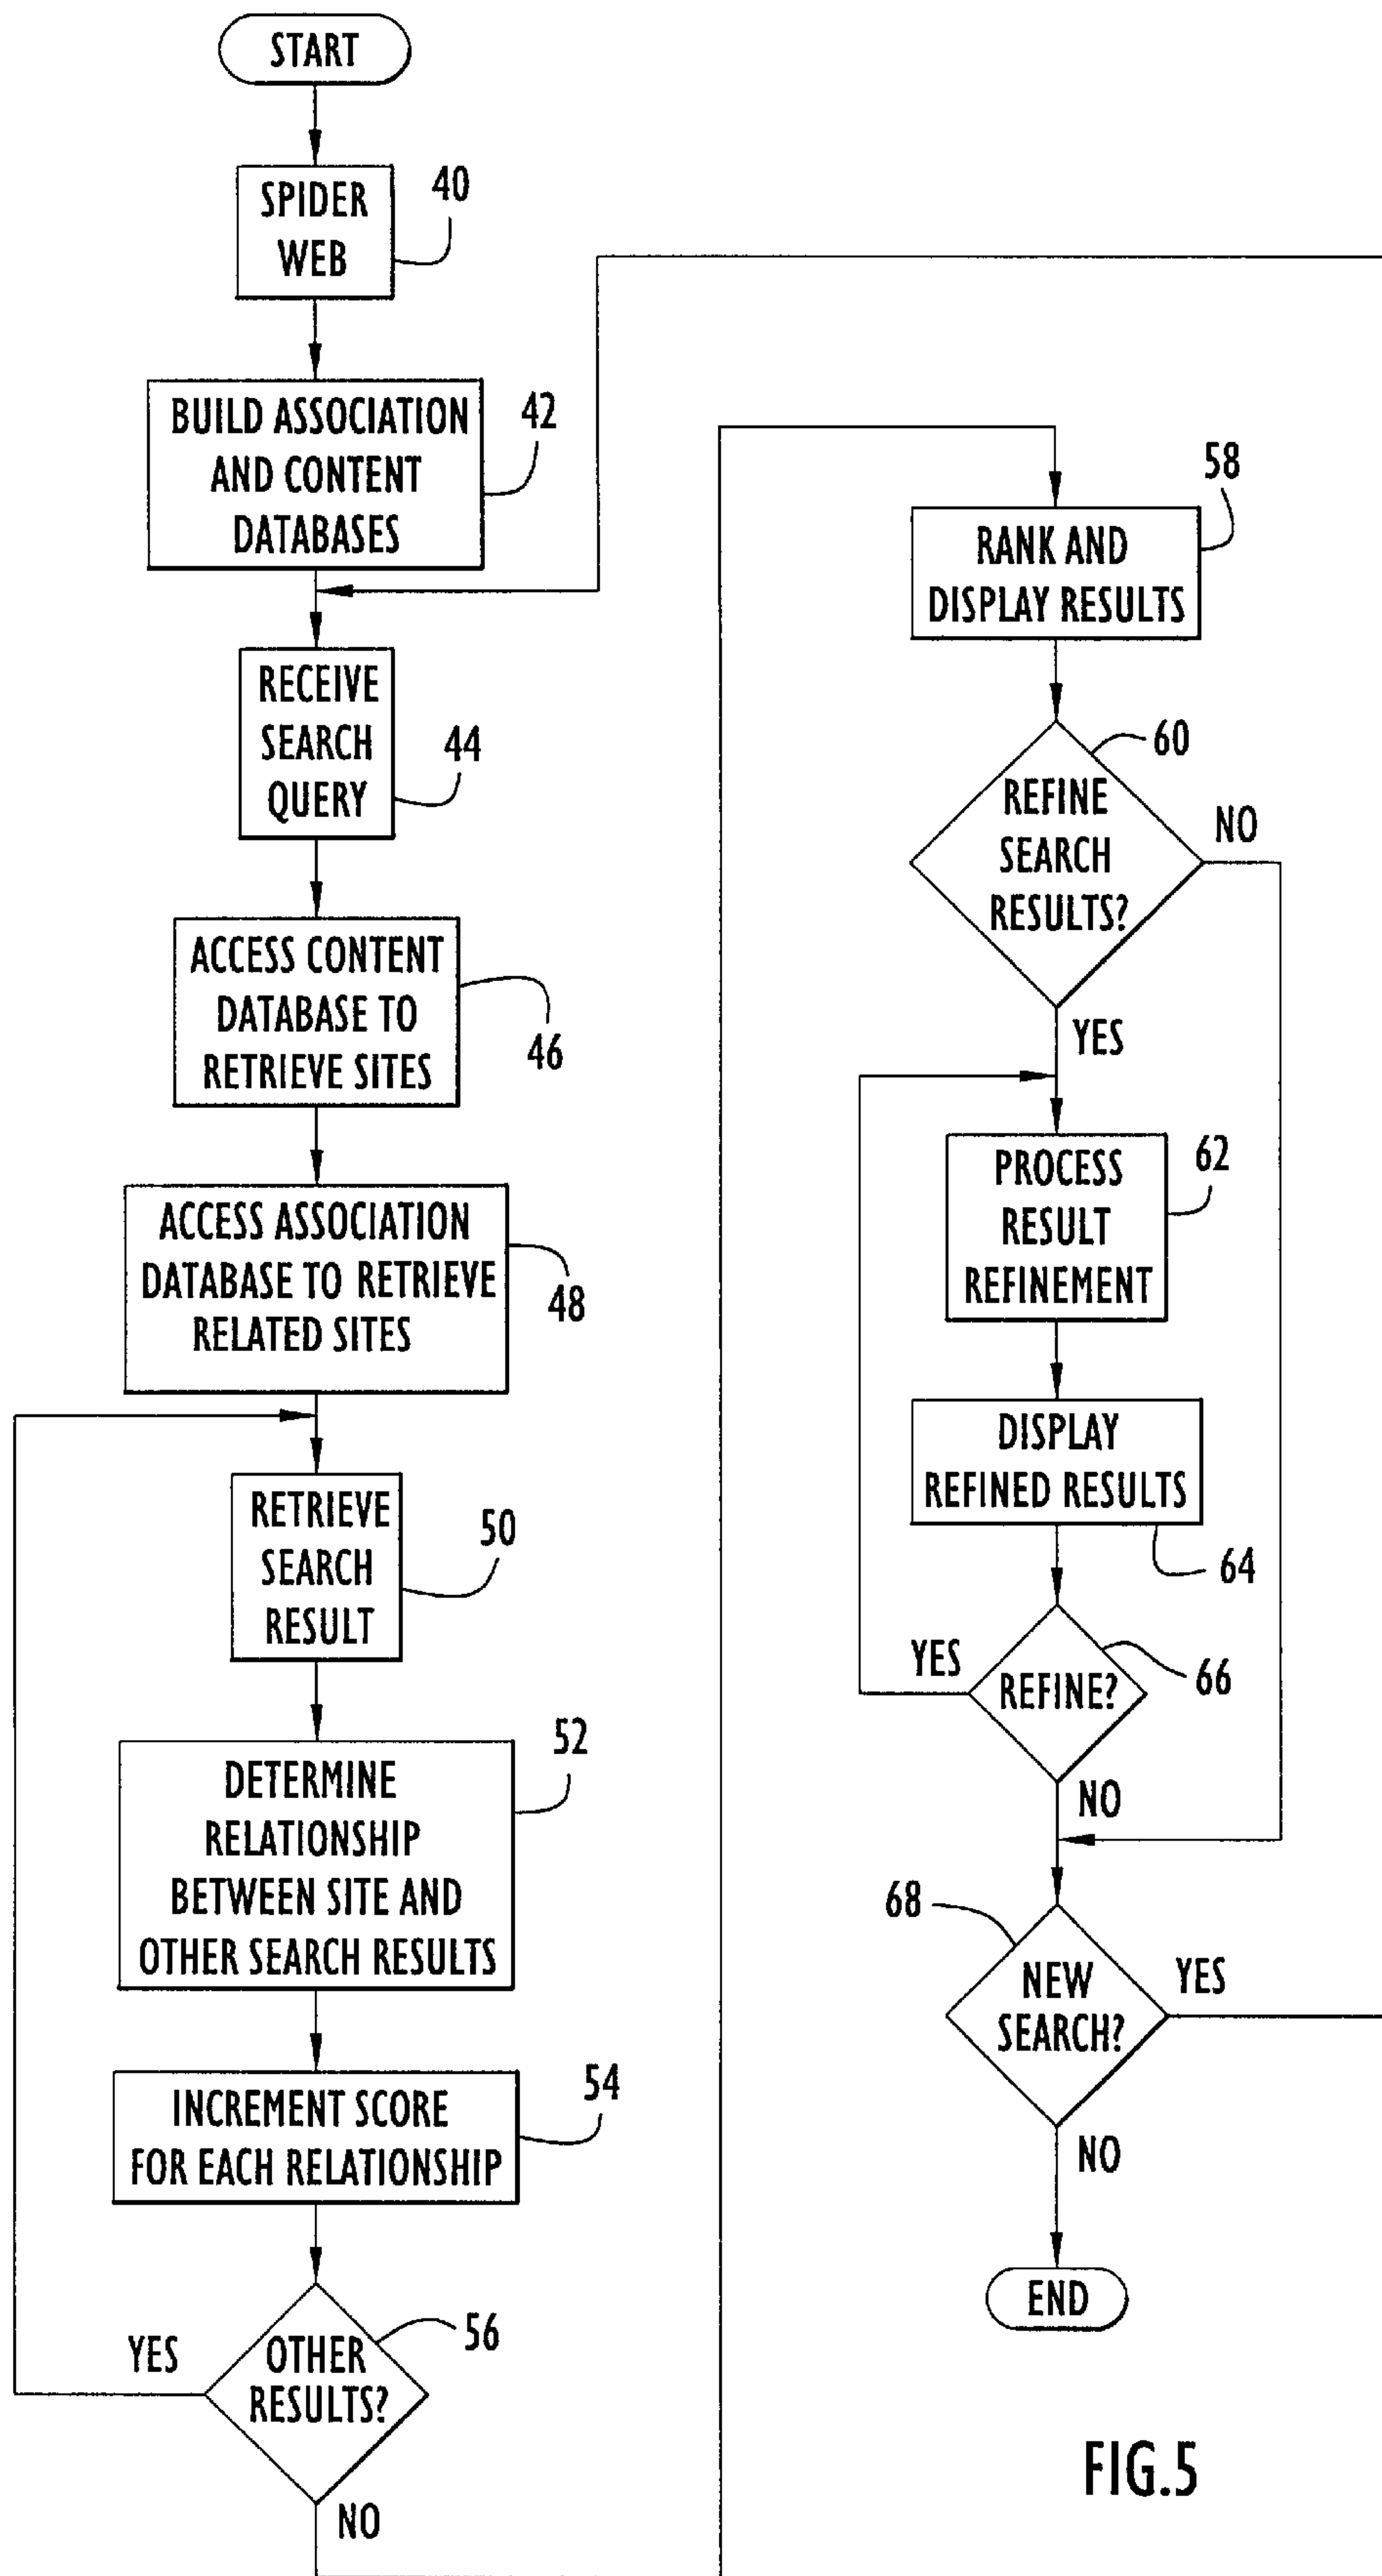 START
SPIDER
WEB
40
BUILD ASSOCIATION
AND CONTENT
DATABASES
42
RECEIVE
SEARCH
QUERY
44
ACCESS CONTENT
DATABASE TO
RETRIEVE SITES
46
ACCESS ASSOCIATION
DATABASE TO RETRIEVE
RELATED SITES
48
RETRIEVE
SEARCH
RESULT
50
DETERMINE
RELATIONSHIP
BETWEEN SITE AND
OTHER SEARCH RESULTS
52
INCREMENT SCORE
FOR EACH RELATIONSHIP
54
OTHER
RESULTS?
56
YES
NO
RANK AND
DISPLAY RESULTS
58
REFINE
SEARCH
RESULTS?
60
NO
YES
PROCESS
RESULT
REFINEMENT
62
DISPLAY
REFINED RESULTS
64
REFINE?
66
YES
NO
NEW
SEARCH?
68
YES
NO
END
FIG.5